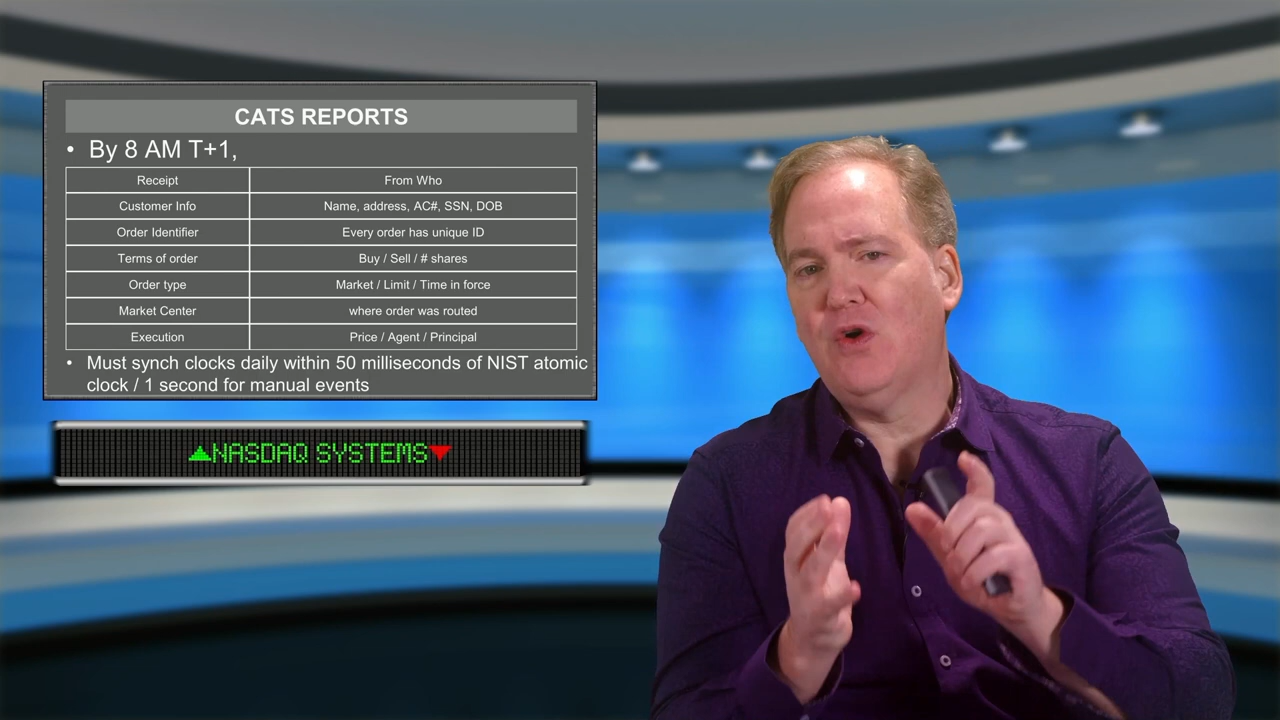 CATS REPORTS
• By 8 AM T+1,
Receipt From Who
Customer Info Name, address, AC#, SSN, DOB
Order Identifier Every order has unique ID
Terms of order Buy / Sell / # shares
Order type Market / Limit / Time in force
Market Center where order was routed
Execution Price / Agent / Principal
• Must synch clocks daily within 50 milliseconds of NIST atomic
clock / 1 second for manual events
▲NASDAQ SYSTEMS▼